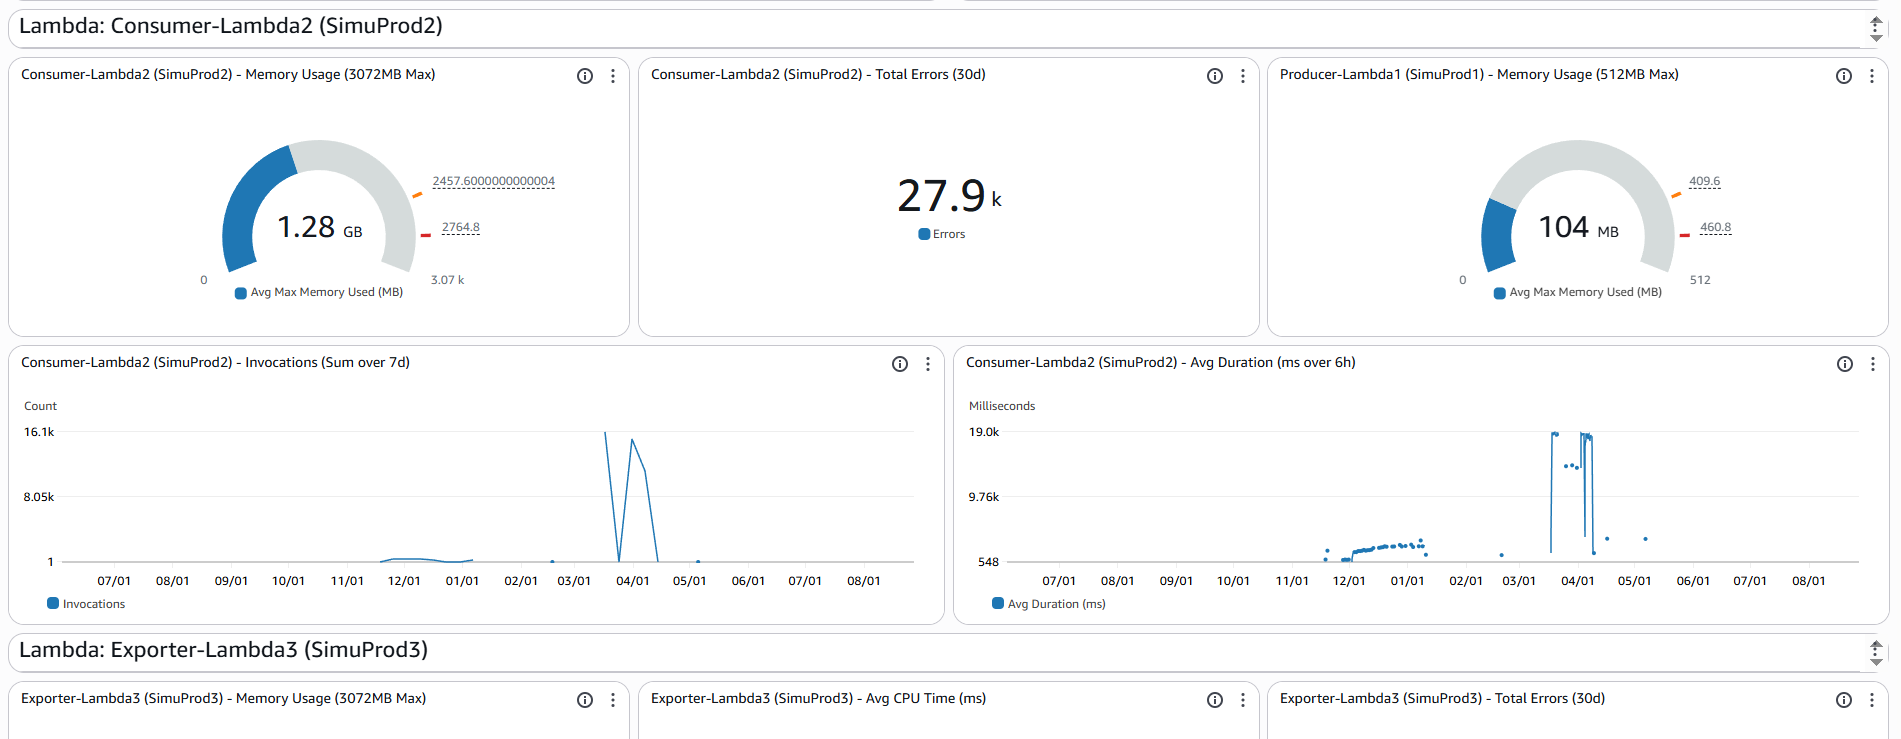 Lambda: Consumer-Lambda2 (SimuProd2)
Consumer-Lambda2 (SimuProd2) - Memory Usage (3072MB Max)
2457.6000000000004
1.28 GB
2764.8
0
3.07 k
Avg Max Memory Used (MB)
Consumer-Lambda2 (SimuProd2) - Total Errors (30d)
27.9 k
Errors
Producer-Lambda1 (SimuProd1) - Memory Usage (512MB Max)
409.6
104 MB
460.8
0
512
Avg Max Memory Used (MB)
Consumer-Lambda2 (SimuProd2) - Invocations (Sum over 7d)
Count
16.1k
8.05k
1
07/01 08/01 09/01 10/01 11/01 12/01 01/01 02/01 03/01 04/01 05/01 06/01 07/01 08/01
Invocations
Consumer-Lambda2 (SimuProd2) - Avg Duration (ms over 6h)
Milliseconds
19.0k
9.76k
548
07/01 08/01 09/01 10/01 11/01 12/01 01/01 02/01 03/01 04/01 05/01 06/01 07/01 08/01
Avg Duration (ms)
Lambda: Exporter-Lambda3 (SimuProd3)
Exporter-Lambda3 (SimuProd3) - Memory Usage (3072MB Max)
Exporter-Lambda3 (SimuProd3) - Avg CPU Time (ms)
Exporter-Lambda3 (SimuProd3) - Total Errors (30d)